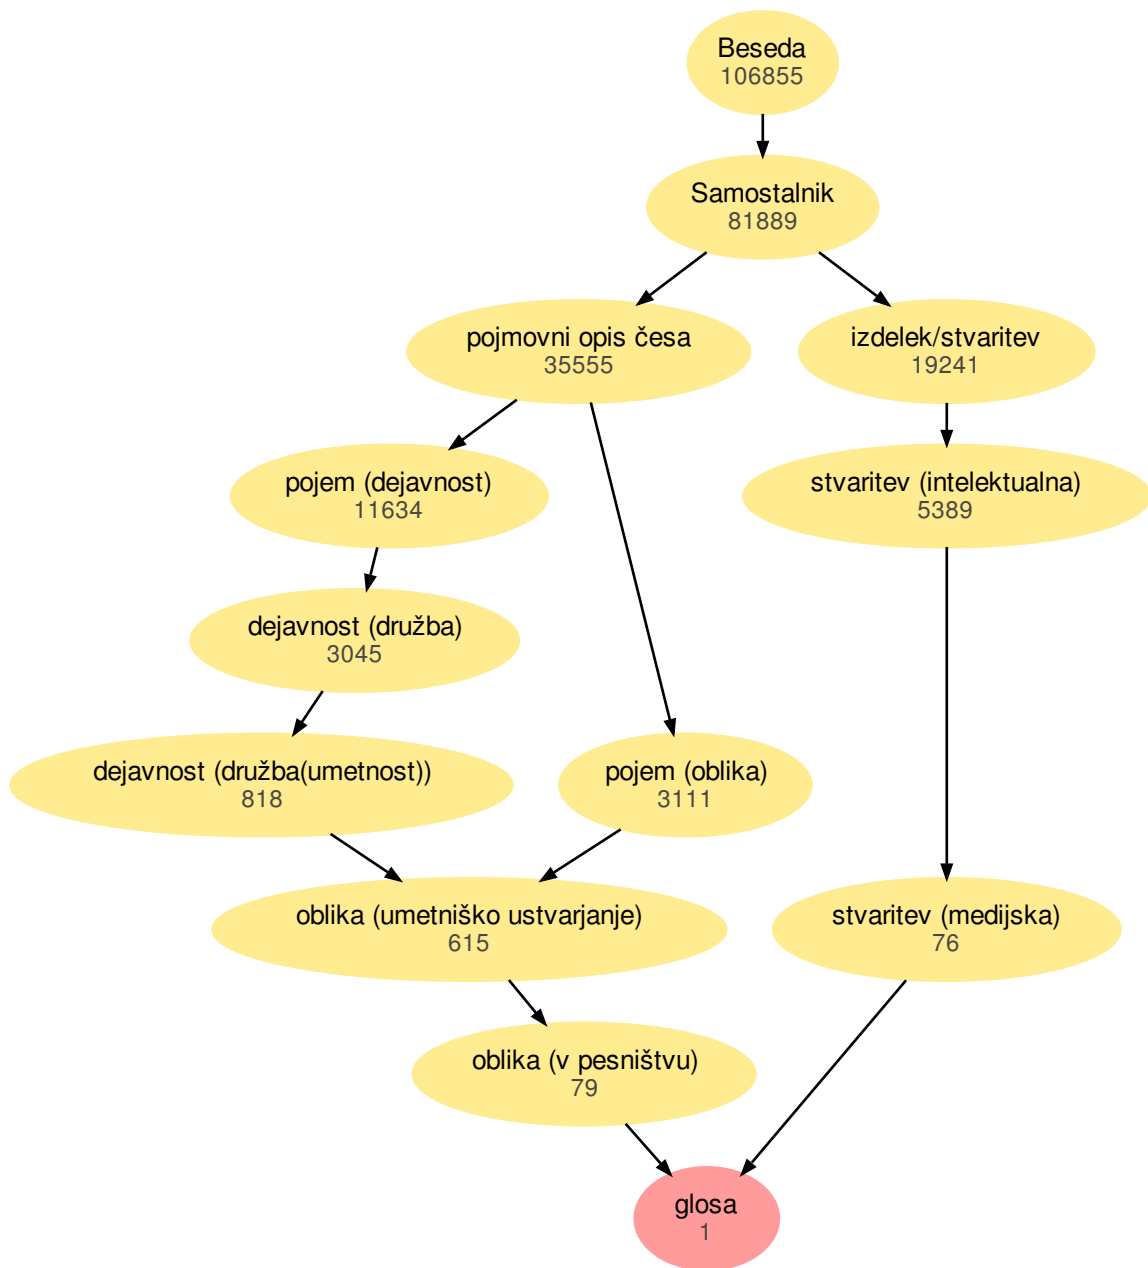 Beseda
106855
Samostalnik
81889
pojmovni opis česa
35555
izdelek/stvaritev
19241
pojem (dejavnost)
11634
stvaritev (intelektualna)
5389
dejavnost (družba)
3045
dejavnost (družba(umetnost))
818
pojem (oblika)
3111
oblika (umetniško ustvarjanje)
615
stvaritev (medijska)
76
oblika (v pesništvu)
79
glosa
1